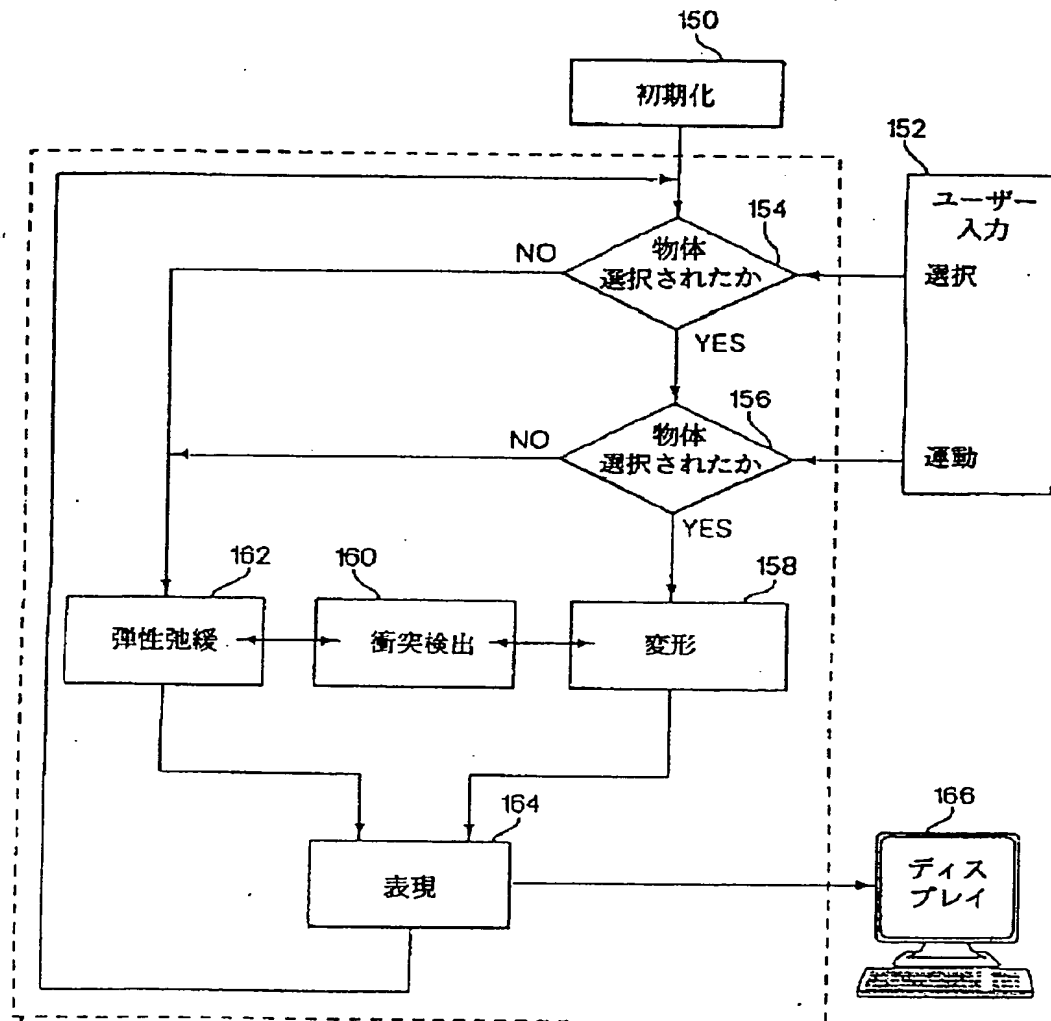 150
初期化
152
ユーザー
入力
選択
運動
154
物体
選択されたか
NO
YES
156
物体
選択されたか
NO
YES
162
弾性弛緩
160
衝突検出
158
変形
164
表現
166
ディス
プレイ